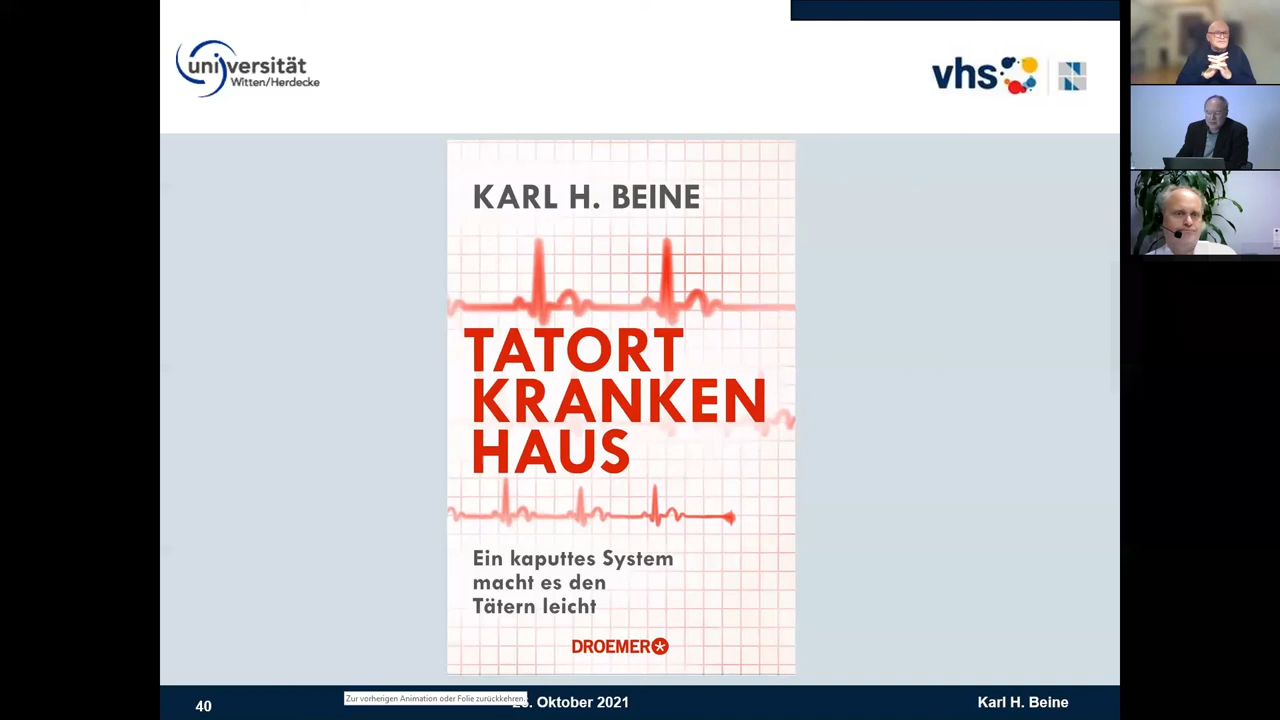 universität
Witten/Herdecke
vhs
KARL H. BEINE
TATORT
KRANKEN
HAUS
Ein kaputtes System
macht es den
Tätern leicht
DROEMER
40
Zur vorherigen Animation oder Folie zurückkehren.
. Oktober 2021
Karl H. Beine